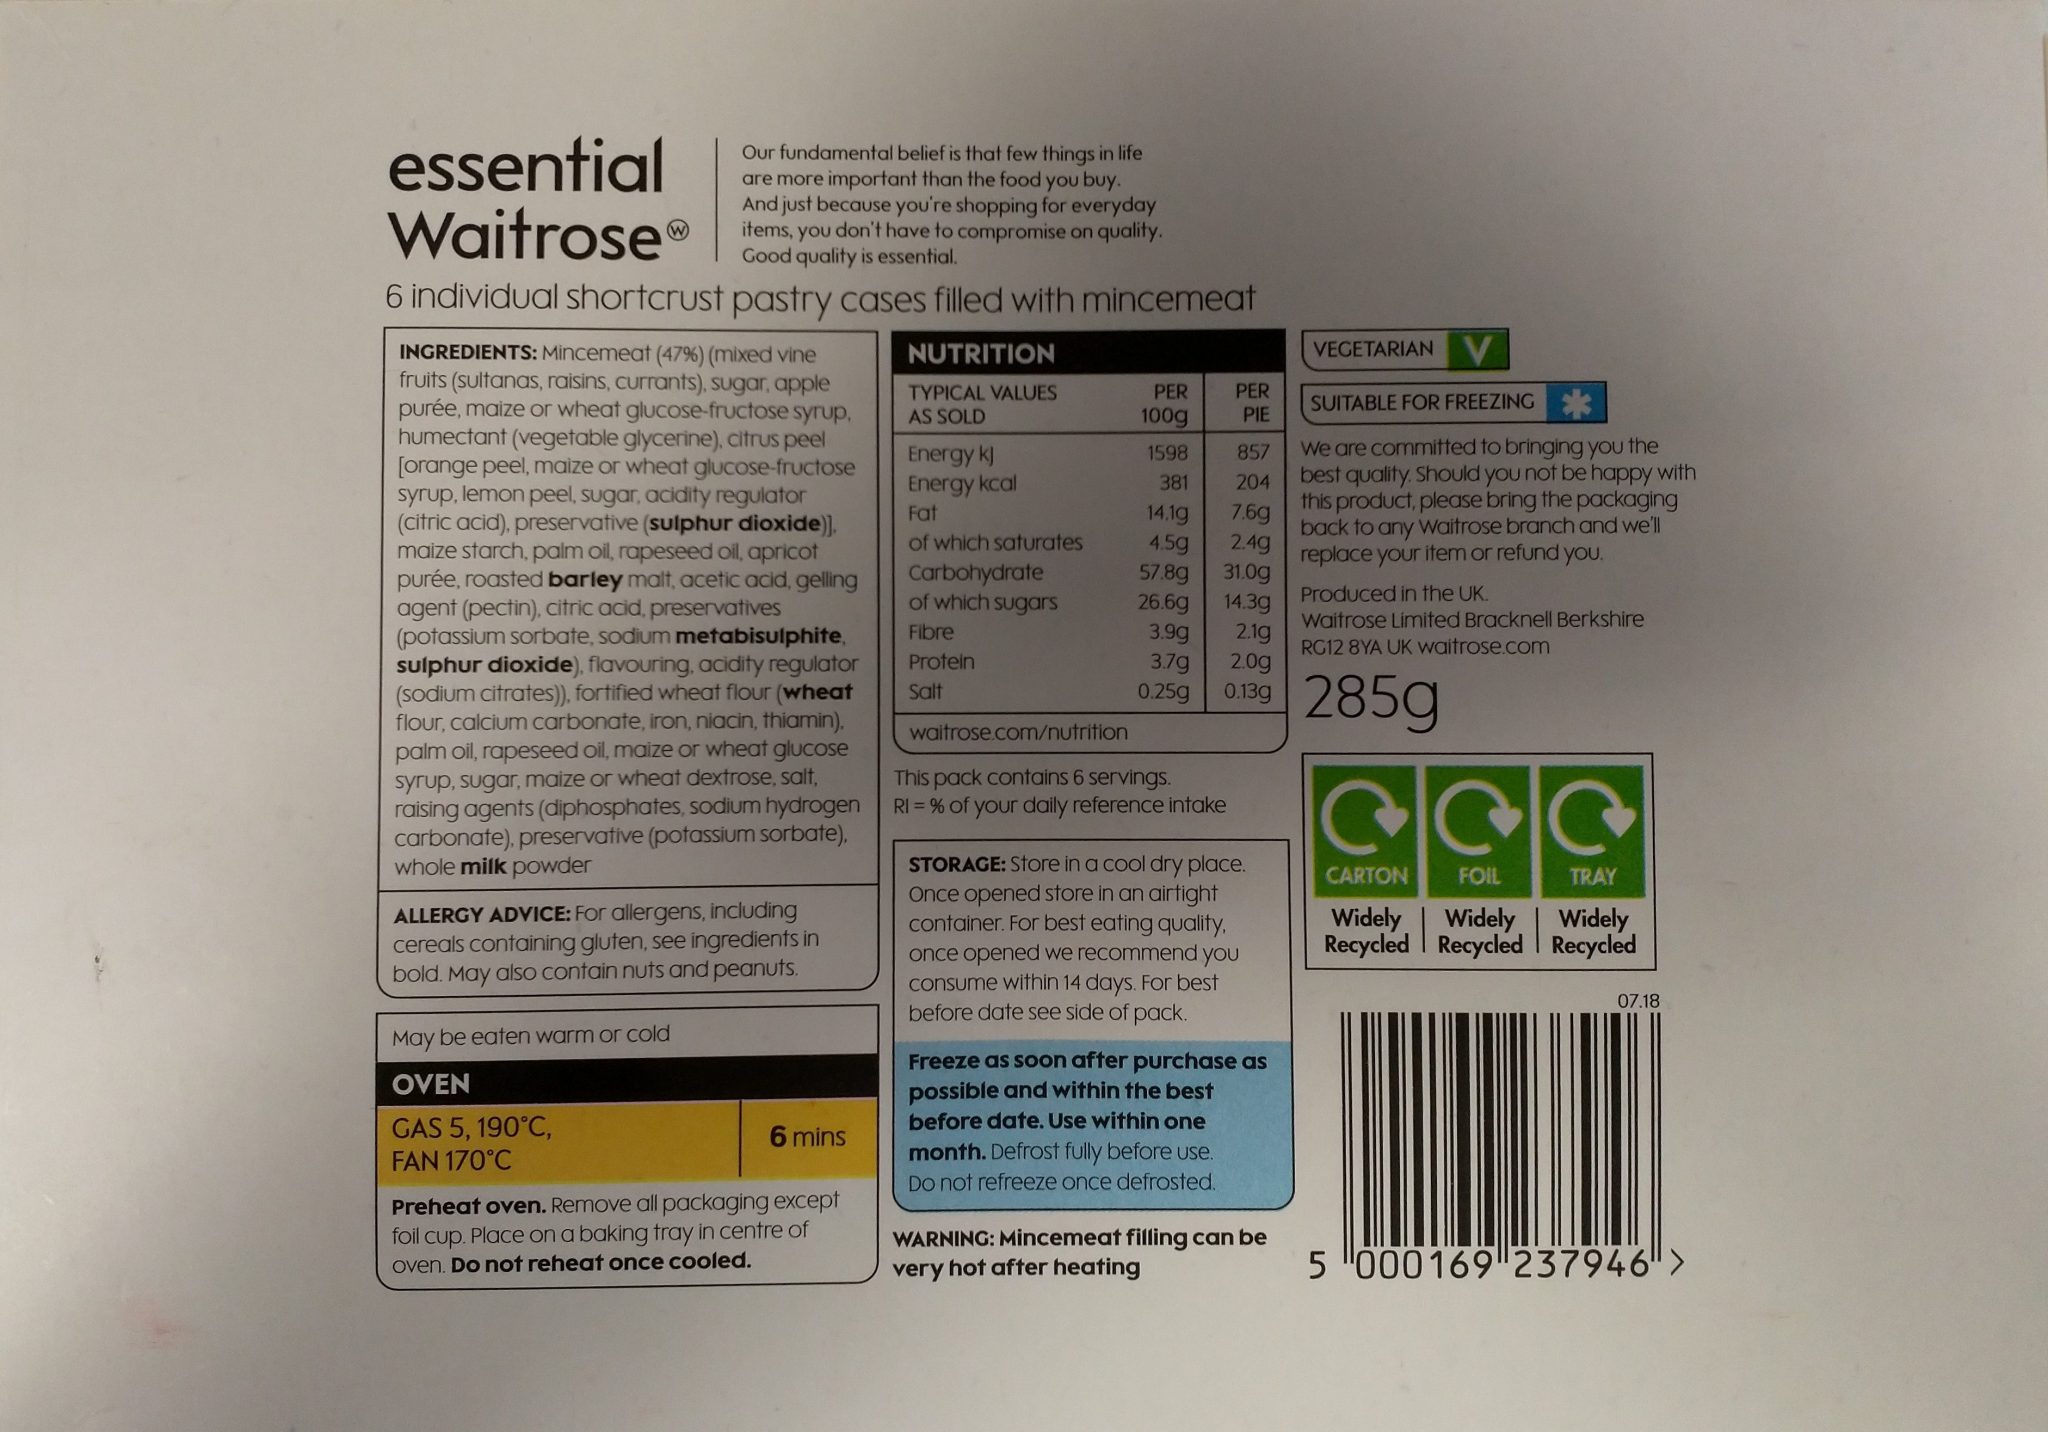 essential
Waitrose
Our fundamental belief is that few things in life
are more important than the food you buy.
And just because you're shopping for everyday
items, you don't have to compromise on quality.
Good quality is essential.
6 individual shortcrust pastry cases filled with mincemeat
INGREDIENTS: Mincemeat (47%) (mixed vine
fruits (sultanas, raisins, currants), sugar, apple
purée, maize or wheat glucose-fructose syrup,
humectant (vegetable glycerine), citrus peel
[orange peel, maize or wheat glucose-fructose
syrup, lemon peel, sugar, acidity regulator
(citric acid), preservative (sulphur dioxide)],
maize starch, palm oil, rapeseed oil, apricot
purée, roasted barley malt, acetic acid, gelling
agent (pectin), citric acid, preservatives
(potassium sorbate, sodium metabisulphite,
sulphur dioxide), flavouring, acidity regulator
(sodium citrates)), fortified wheat flour (wheat
flour, calcium carbonate, iron, niacin, thiamin),
palm oil, rapeseed oil, maize or wheat glucose
syrup, sugar, maize or wheat dextrose, salt,
raising agents (diphosphates, sodium hydrogen
carbonate), preservative (potassium sorbate),
whole milk powder
ALLERGY ADVICE: For allergens, including
cereals containing gluten, see ingredients in
bold. May also contain nuts and peanuts.
May be eaten warm or cold
OVEN
GAS 5, 190°C,
FAN 170°C
6 mins
Preheat oven. Remove all packaging except
foil cup. Place on a baking tray in centre of
oven. Do not reheat once cooled.
NUTRITION
TYPICAL VALUES AS SOLD PER 100g PER PIE
Energy kJ 1598 857
Energy kcal 381 204
Fat 14.1g 7.6g
of which saturates 4.5g 2.4g
Carbohydrate 57.8g 31.0g
of which sugars 26.6g 14.3g
Fibre 3.9g 2.1g
Protein 3.7g 2.0g
Salt 0.25g 0.13g
waitrose.com/nutrition
This pack contains 6 servings.
RI = % of your daily reference intake
STORAGE: Store in a cool dry place.
Once opened store in an airtight
container. For best eating quality,
once opened we recommend you
consume within 14 days. For best
before date see side of pack.
Freeze as soon after purchase as
possible and within the best
before date. Use within one
month. Defrost fully before use.
Do not refreeze once defrosted.
WARNING: Mincemeat filling can be
very hot after heating
VEGETARIAN V
SUITABLE FOR FREEZING
We are committed to bringing you the
best quality. Should you not be happy with
this product, please bring the packaging
back to any Waitrose branch and we'll
replace your item or refund you.
Produced in the UK.
Waitrose Limited Bracknell Berkshire
RG12 8YA UK waitrose.com
285g
CARTON FOIL TRAY
Widely Widely Widely
Recycled Recycled Recycled
07.18
5 000169 237946 >